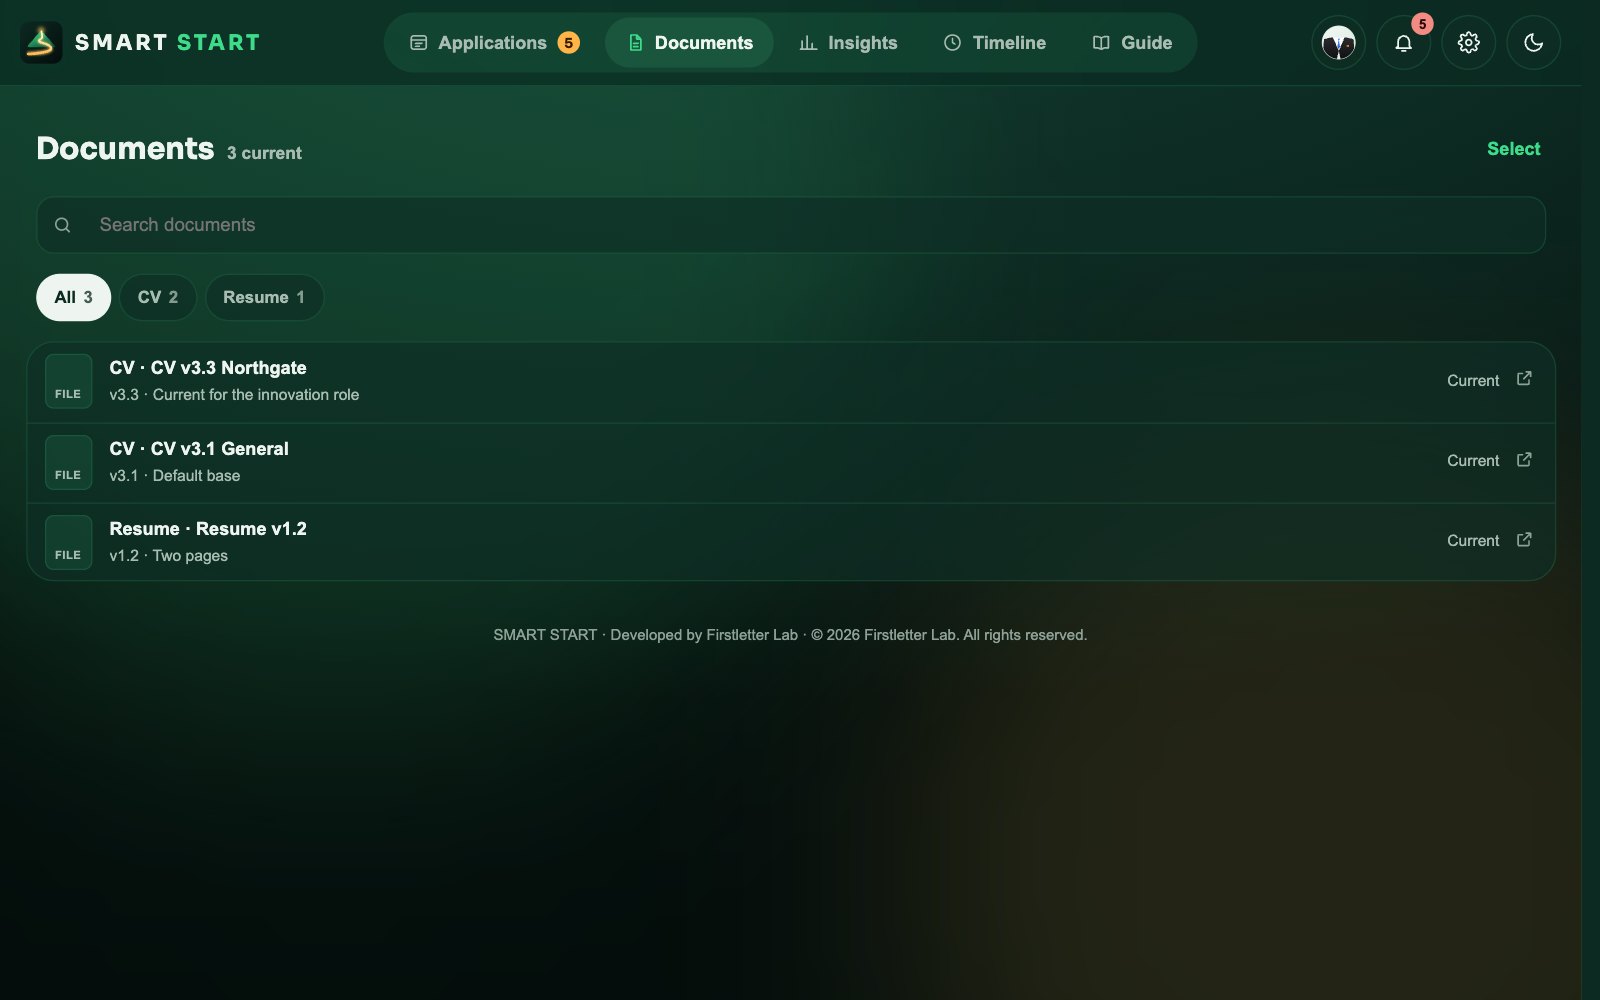 SMART START
Applications 5
Documents
Insights
Timeline
Guide
5
Documents 3 current
Select
Search documents
All 3
CV 2
Resume 1
FILE
CV · CV v3.3 Northgate
v3.3 · Current for the innovation role
Current
FILE
CV · CV v3.1 General
v3.1 · Default base
Current
FILE
Resume · Resume v1.2
v1.2 · Two pages
Current
SMART START · Developed by Firstletter Lab · © 2026 Firstletter Lab. All rights reserved.